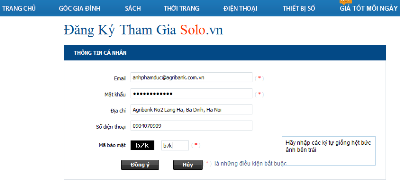 TRANG CHỦ GÓC GIA ĐÌNH SÁCH THỜI TRANG ĐIỆN THOẠI THIẾT BỊ SỐ GIÁ TỐT MỖI NGÀY
Đăng Ký Tham Gia Solo.vn
THÔNG TIN CÁ NHÂN
Email anhphamduc@agribank.com.vn (*)
Mật khẩu •••••••••••• (*)
Địa chỉ Agribank No2 Lang Ha, Ba Dinh, Ha Noi
Số điện thoại 0904070999
Mã bảo mật b2k b2k *
Hãy nhập các ký tự giống hệt bức
ảnh bên trái
Đồng ý Hủy * là những điều kiện bắt buộc